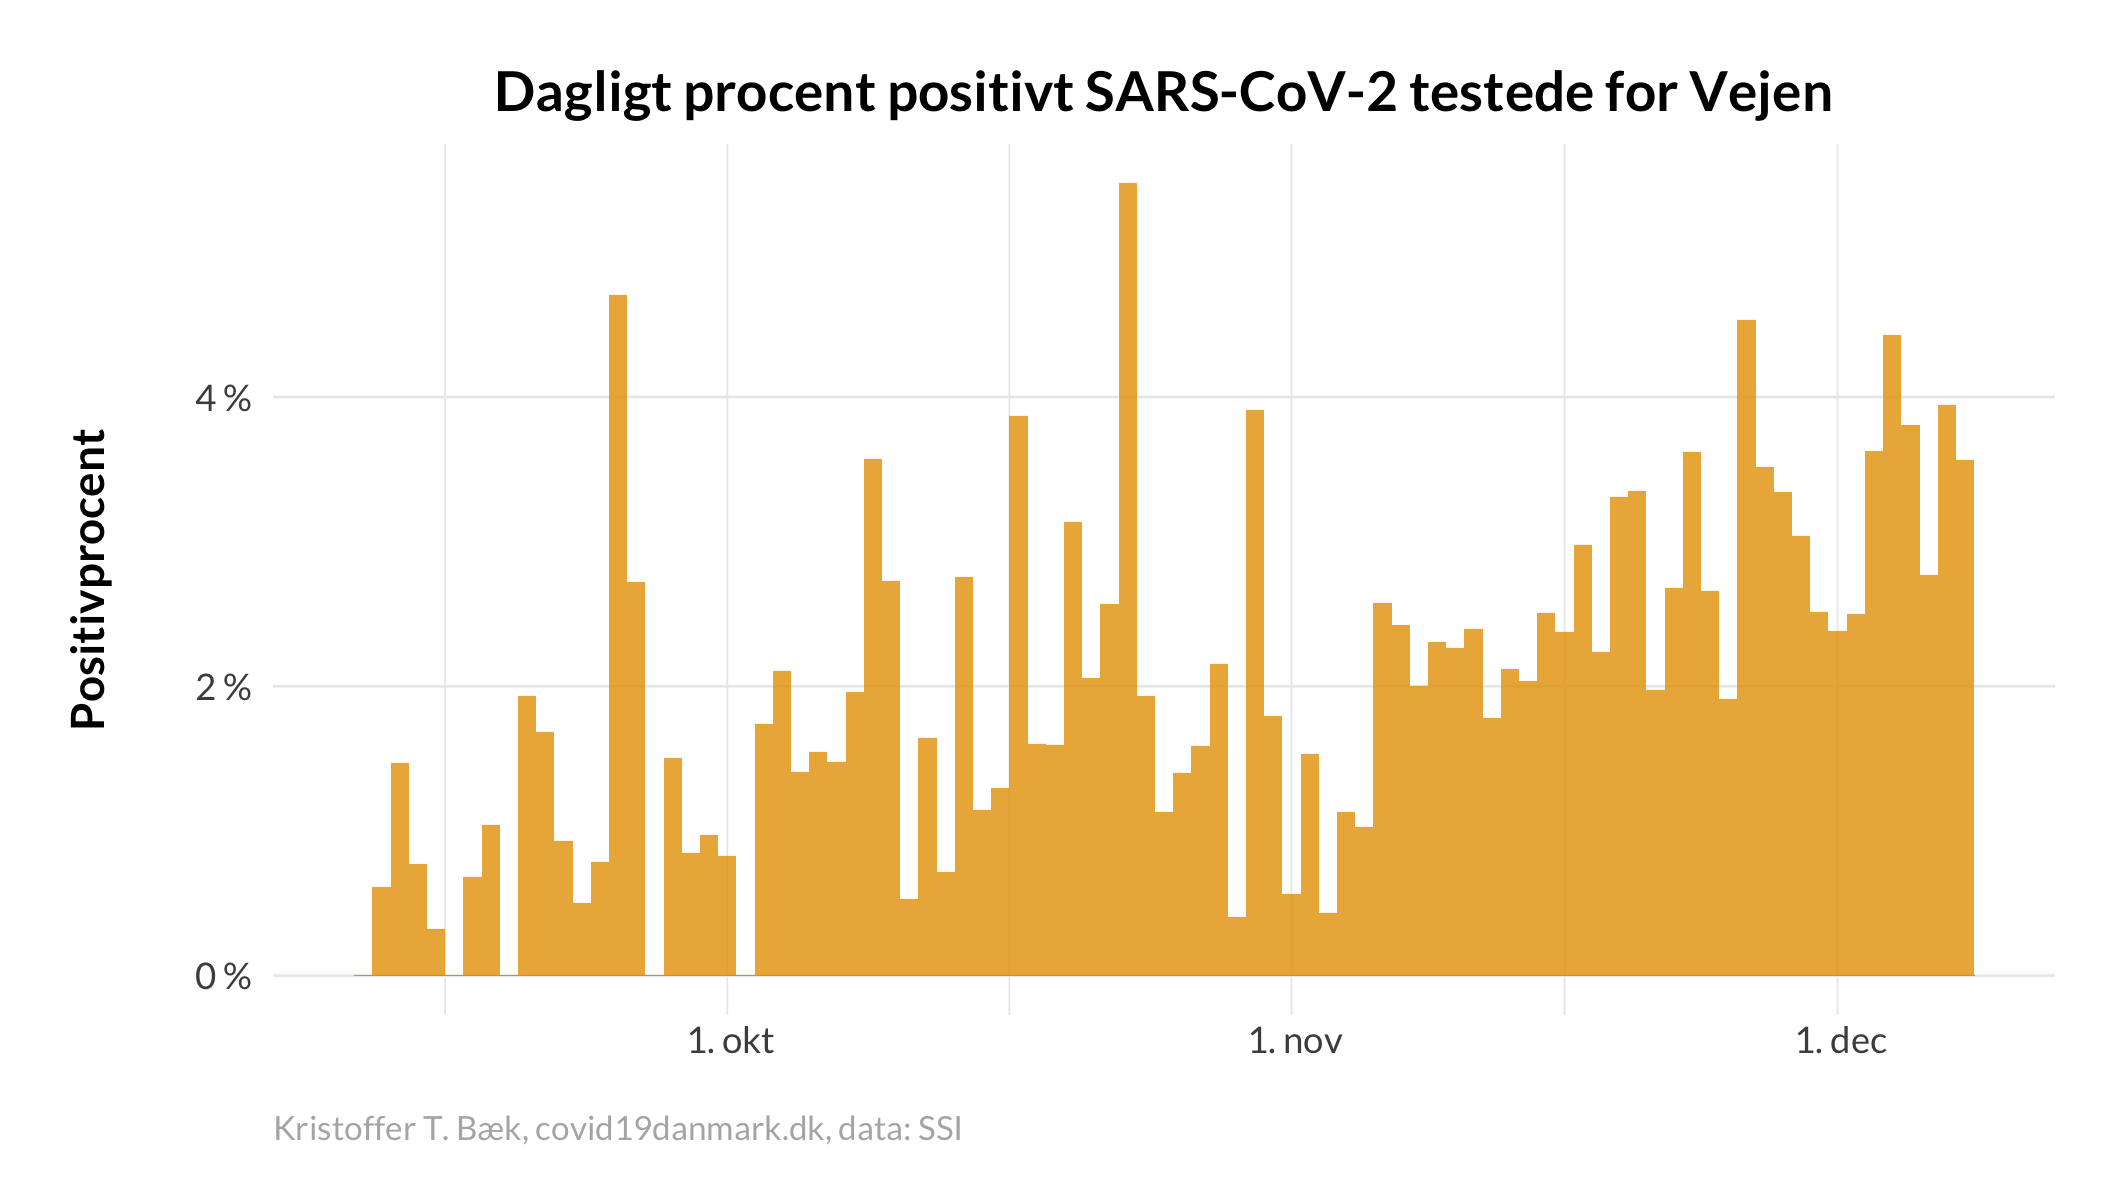 Dagligt procent positivt SARS-CoV-2 testede for Vejen
Positivprocent
4 %
2 %
0 %
1. okt
1. nov
1. dec
Kristoffer T. Bæk, covid19danmark.dk, data: SSI